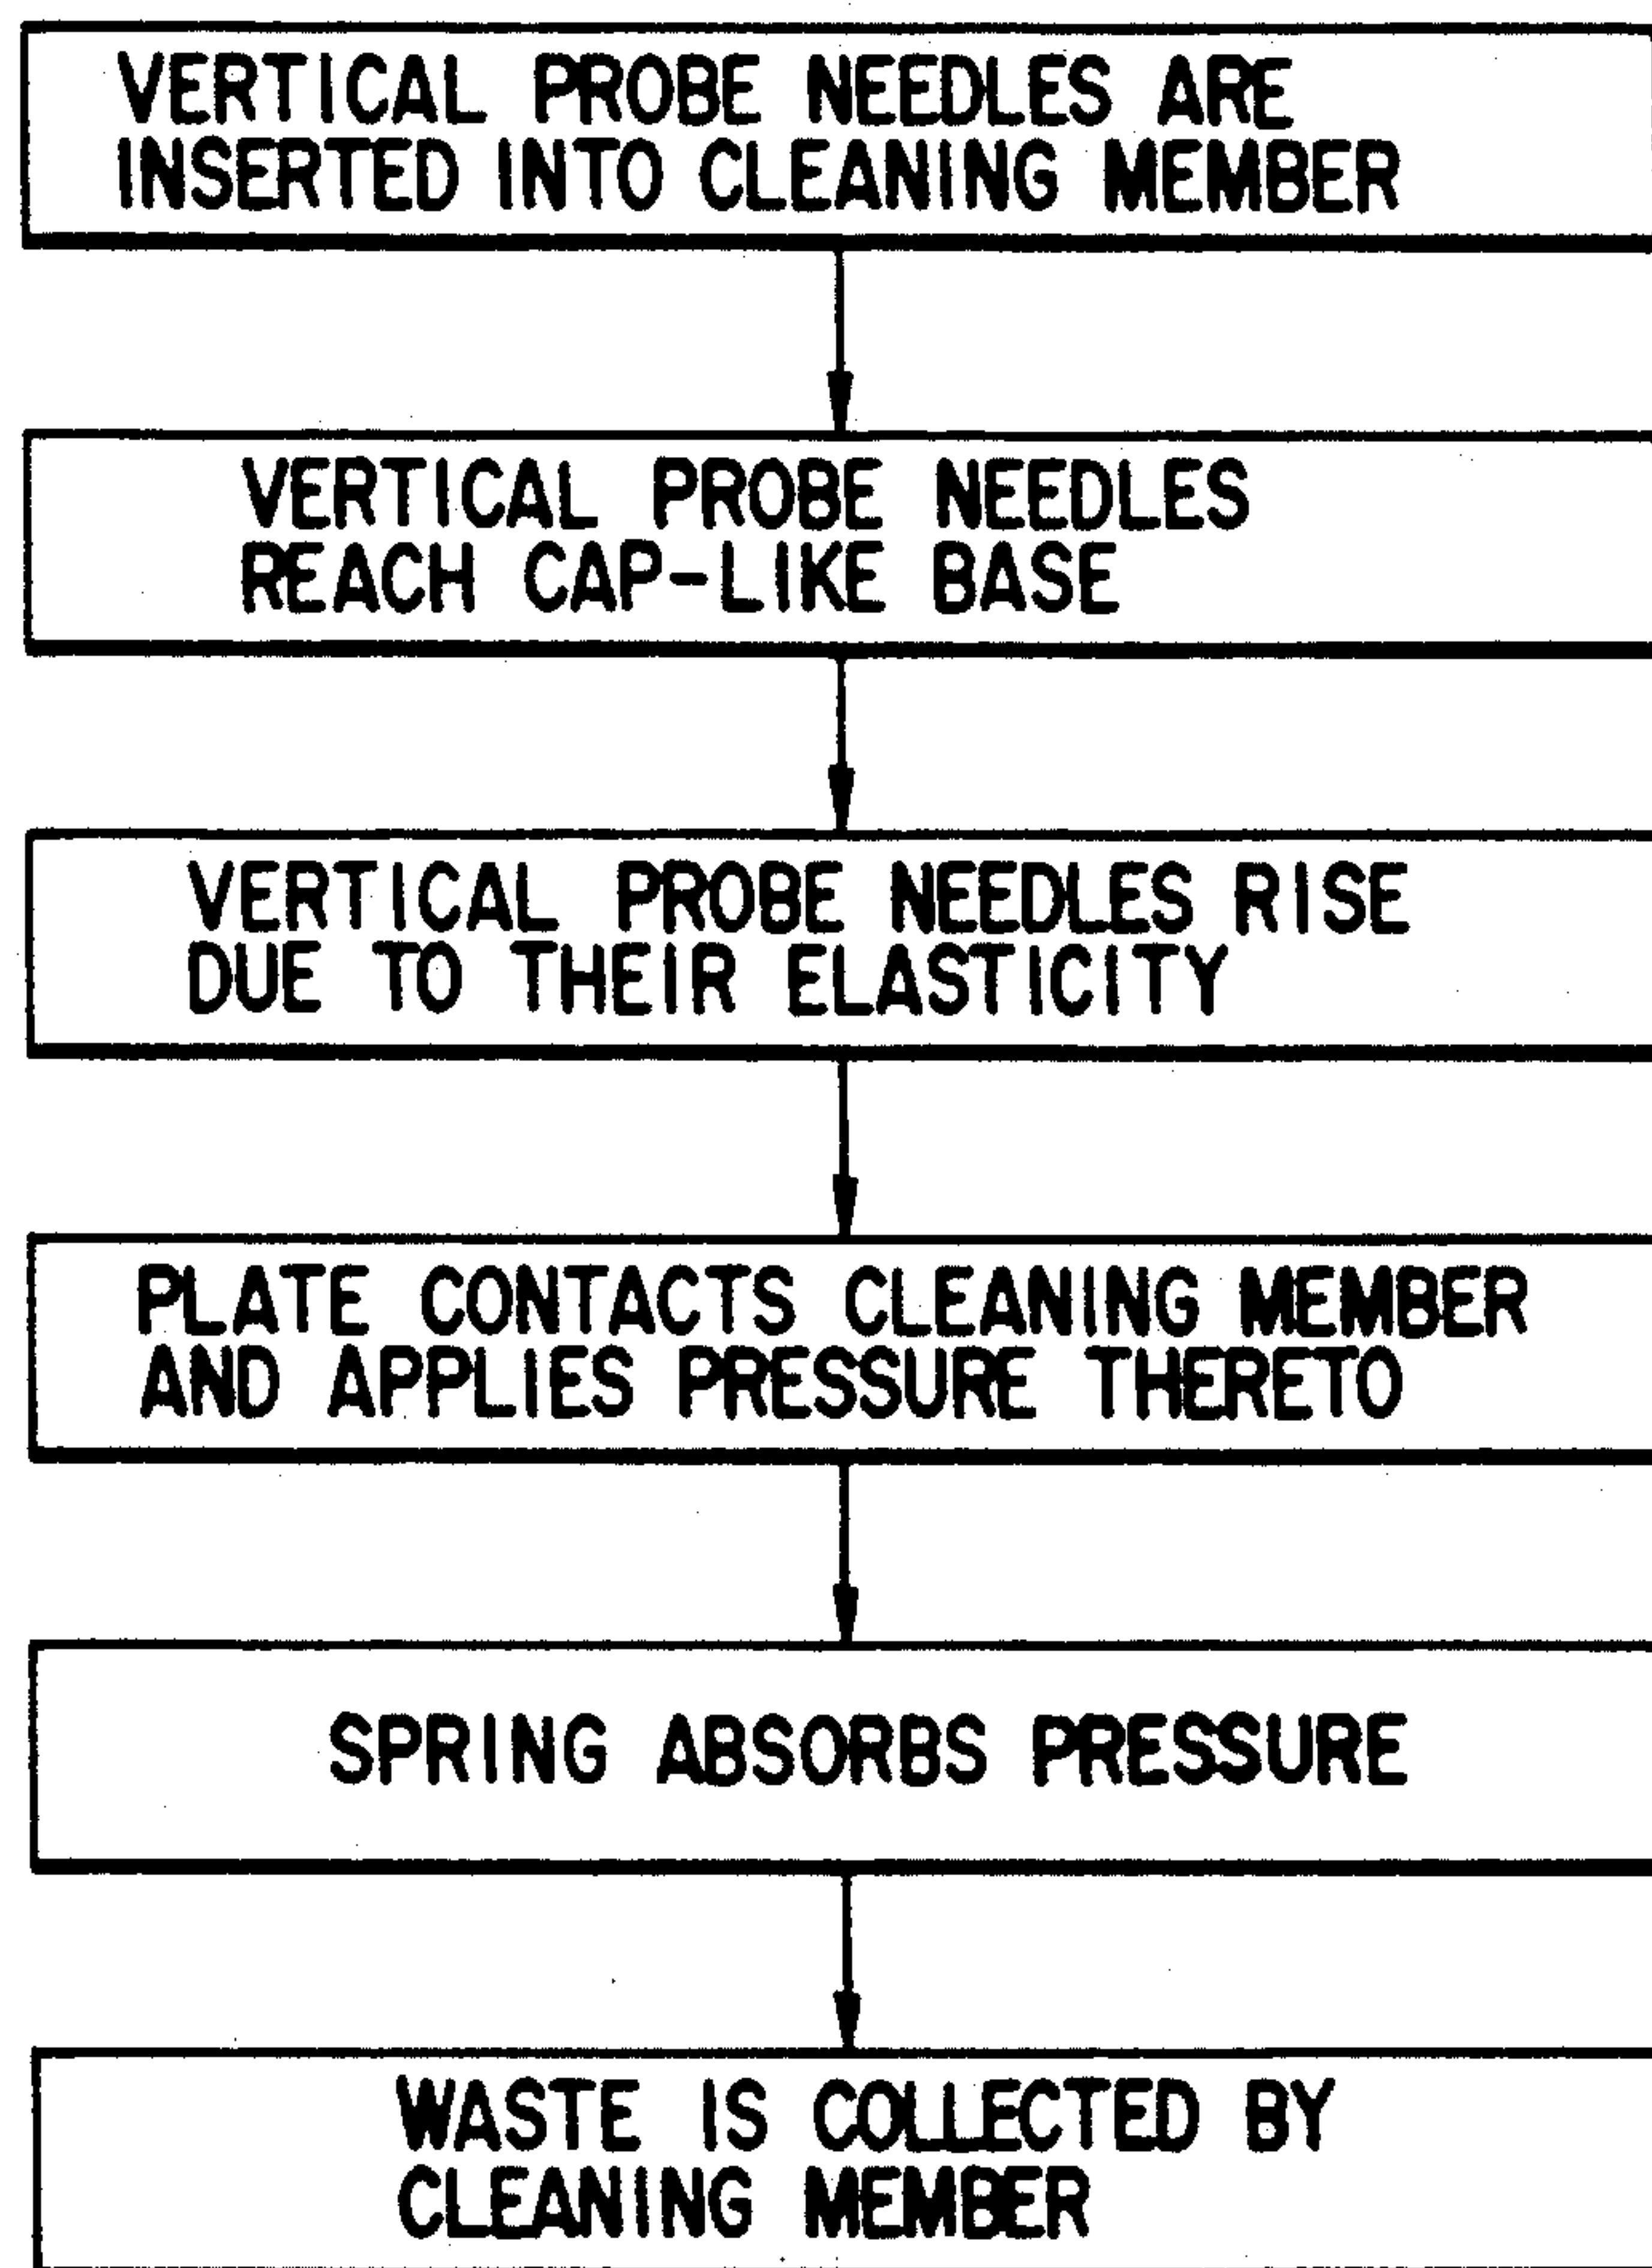 VERTICAL PROBE NEEDLES ARE
INSERTED INTO CLEANING MEMBER
VERTICAL PROBE NEEDLES
REACH CAP-LIKE BASE
VERTICAL PROBE NEEDLES RISE
DUE TO THEIR ELASTICITY
PLATE CONTACTS CLEANING MEMBER
AND APPLIES PRESSURE THERETO
SPRING ABSORBS PRESSURE
WASTE IS COLLECTED BY
CLEANING MEMBER